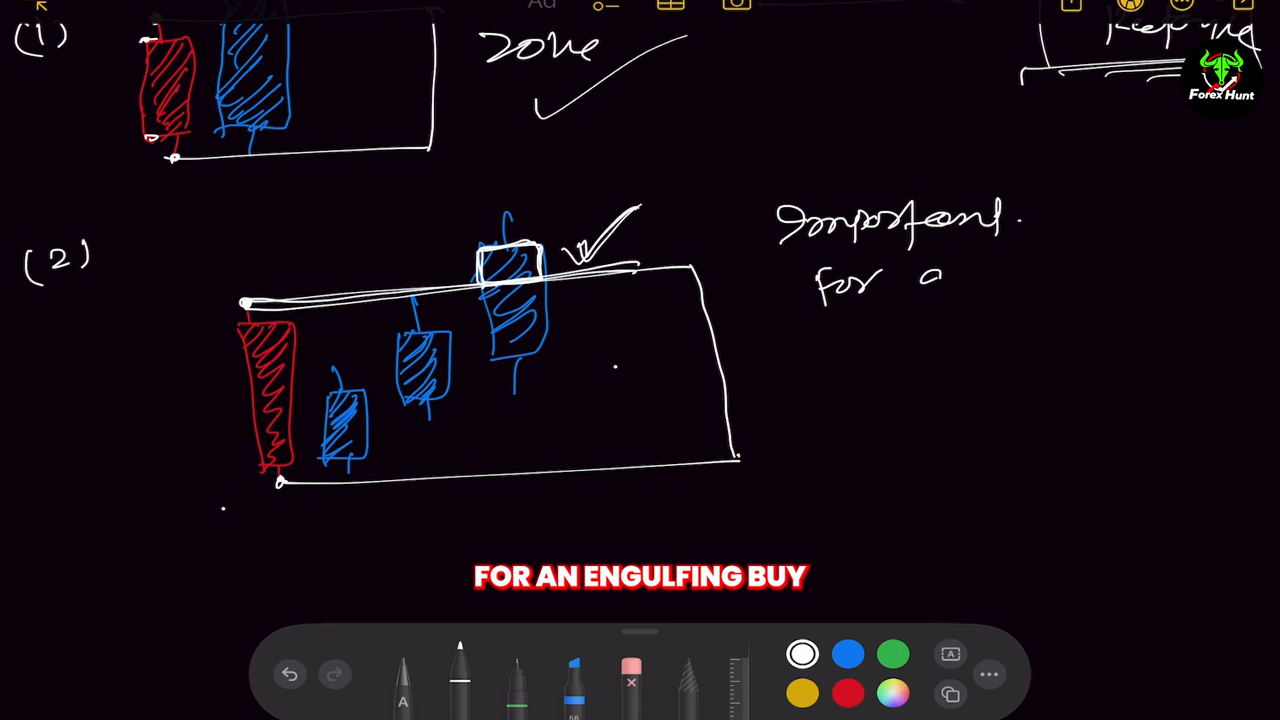 (1)
zone
Forex Hunt
(2)
Important.
for a
FOR AN ENGULFING BUY
A
A